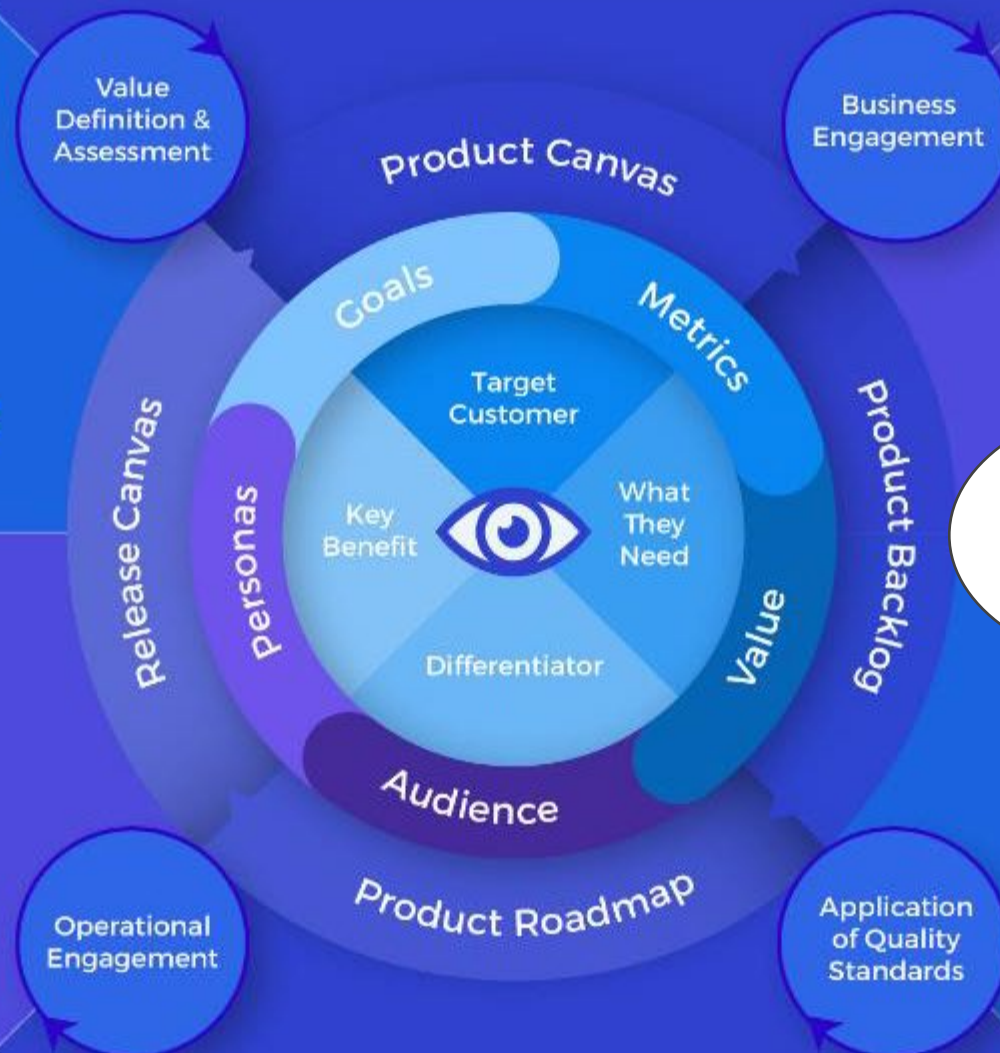 Value
Definition &
Assessment
Business
Engagement
Product Canvas
Goals
Metrics
Target
Customer
Release Canvas
Personas
Key
Benefit
What
They
Need
Value
Product Backlog
Differentiator
Audience
Product Roadmap
Operational
Engagement
Application
of Quality
Standards